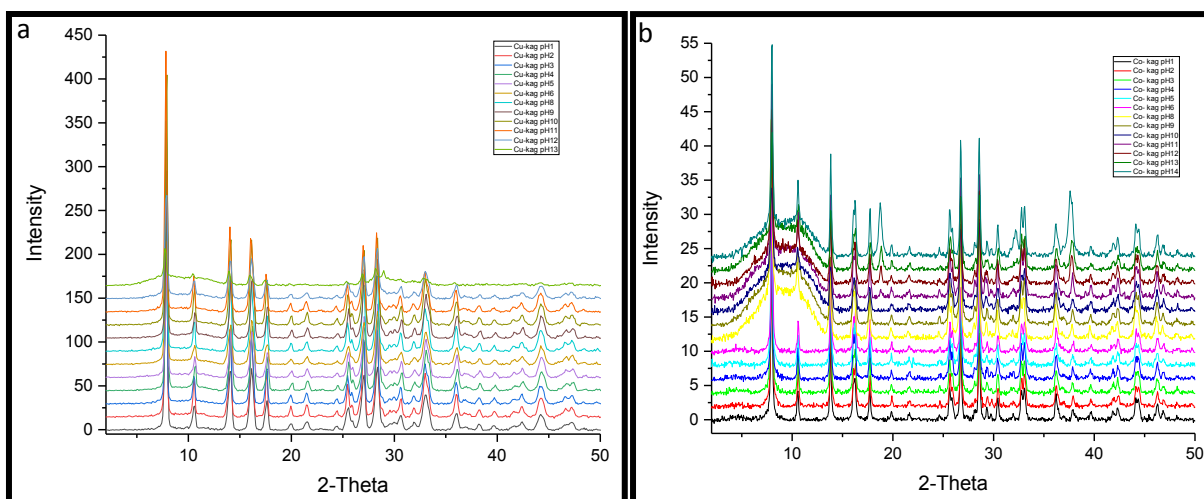 a
450
400
350
300
250
200
150
100
50
0
Intensity
10
20
30
40
50
2-Theta
Cu-kag pH1
Cu-kag pH2
Cu-kag pH3
Cu-kag pH4
Cu-kag pH5
Cu-kag pH6
Cu-kag pH8
Cu-kag pH9
Cu-kag pH10
Cu-kag pH11
Cu-kag pH12
Cu-kag pH13
b
55
50
45
40
35
30
25
20
15
10
5
0
Intensity
10
20
30
40
50
2-Theta
Co- kag pH1
Co- kag pH2
Co- kag pH3
Co- kag pH4
Co- kag pH5
Co- kag pH6
Co- kag pH8
Co- kag pH9
Co- kag pH10
Co- kag pH11
Co- kag pH12
Co- kag pH13
Co- kag pH14